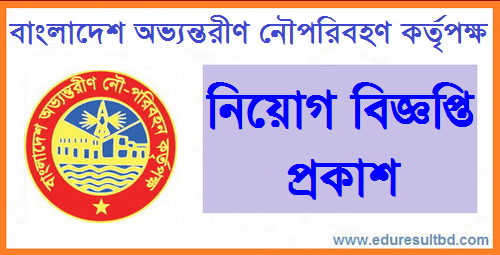 বাংলাদেশ অভ্যন্তরীণ নৌপরিবহণ কর্তৃপক্ষ
বাংলাদেশ অভ্যন্তরীণ নৌ-পরিবহন কর্তৃপক্ষ
নিয়োগ বিজ্ঞপ্তি
প্রকাশ
www.eduresultbd.com